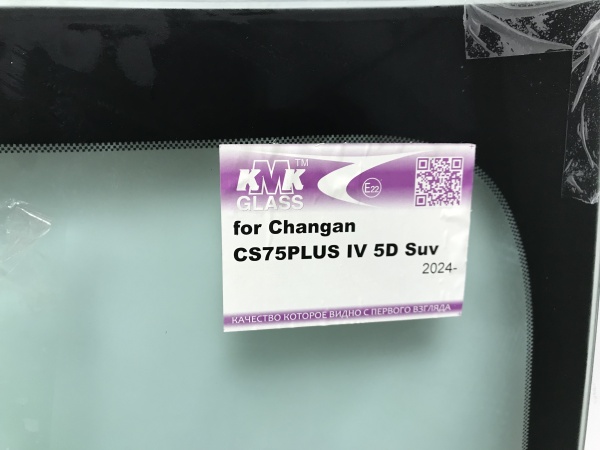 KMK™
GLASS
E22
for Changan
CS75PLUS IV 5D Suv
2024-
КАЧЕСТВО КОТОРОЕ ВИДНО С ПЕРВОГО ВЗГЛЯДА